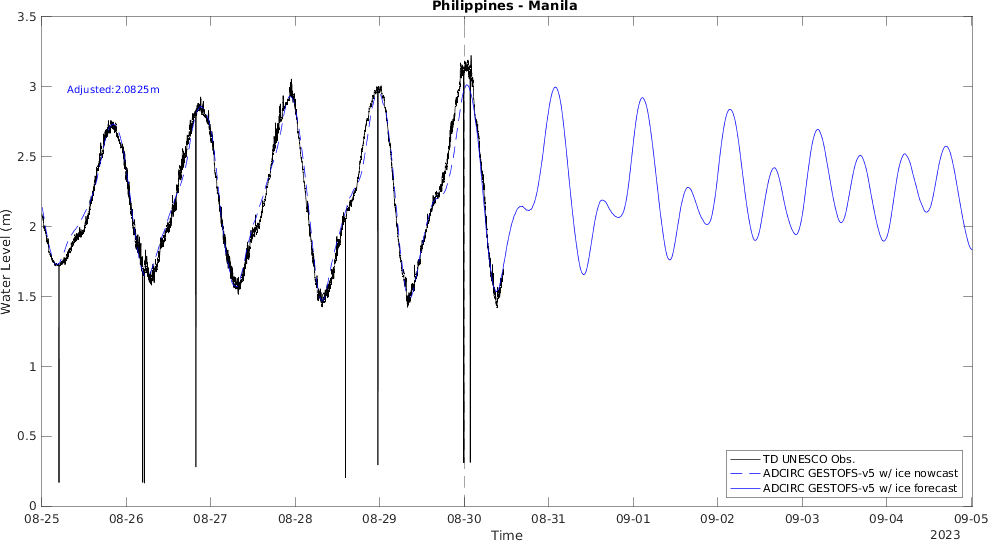 Philippines - Manila
3.5
3
2.5
2
1.5
1
0.5
0
Water Level (m)
Adjusted:2.0825m
TD UNESCO Obs.
ADCIRC GESTOFS-v5 w/ ice nowcast
ADCIRC GESTOFS-v5 w/ ice forecast
08-25 08-26 08-27 08-28 08-29 08-30 08-31 09-01 09-02 09-03 09-04 09-05
Time
2023